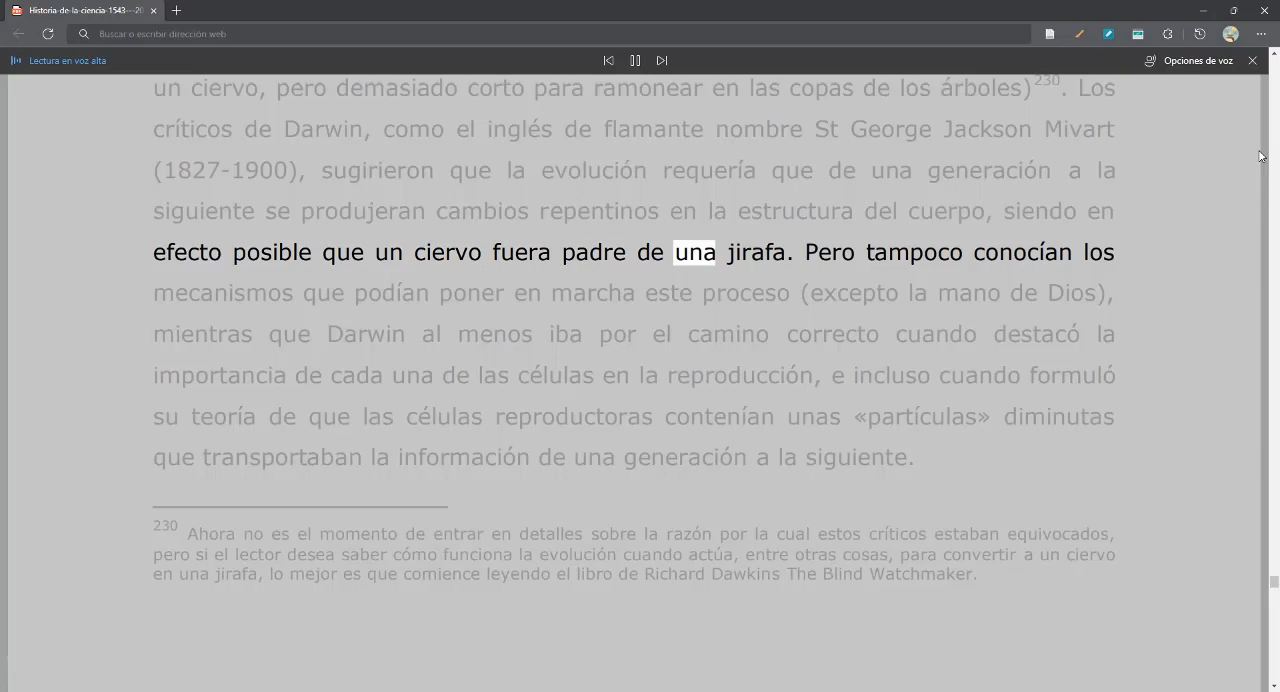 Historia-de-la-ciencia-1543---20
Buscar o escribir dirección web
Lectura en voz alta
Opciones de voz
un ciervo, pero demasiado corto para ramonear en las copas de los árboles)230. Los
críticos de Darwin, como el inglés de flamante nombre St George Jackson Mivart
(1827-1900), sugirieron que la evolución requería que de una generación a la
siguiente se produjeran cambios repentinos en la estructura del cuerpo, siendo en
efecto posible que un ciervo fuera padre de una jirafa. Pero tampoco conocían los
mecanismos que podían poner en marcha este proceso (excepto la mano de Dios),
mientras que Darwin al menos iba por el camino correcto cuando destacó la
importancia de cada una de las células en la reproducción, e incluso cuando formuló
su teoría de que las células reproductoras contenían unas «partículas» diminutas
que transportaban la información de una generación a la siguiente.
230 Ahora no es el momento de entrar en detalles sobre la razón por la cual estos críticos estaban equivocados,
pero si el lector desea saber cómo funciona la evolución cuando actúa, entre otras cosas, para convertir a un ciervo
en una jirafa, lo mejor es que comience leyendo el libro de Richard Dawkins The Blind Watchmaker.